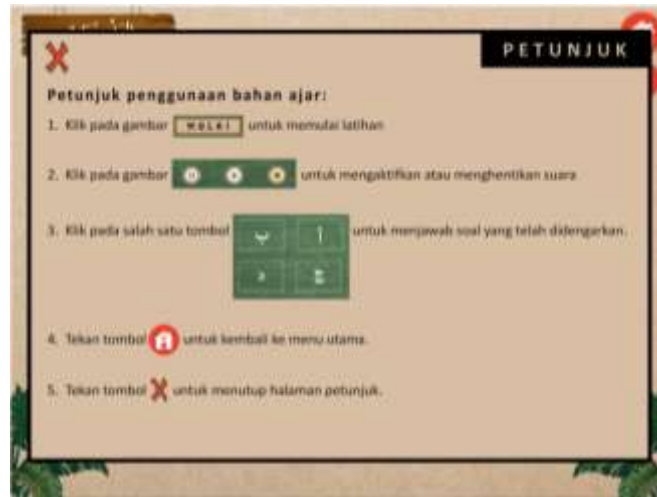 PETUNJUK
Petunjuk penggunaan bahan ajar:
1. Klik pada gambar MULAI untuk memulai latihan
2. Klik pada gambar untuk mengaktifkan atau menghentikan suara
3. Klik pada salah satu tombol ب أ untuk menjawab soal yang telah didengarkan.
د ج
4. Tekan tombol untuk kembali ke menu utama.
5. Tekan tombol untuk menutup halaman petunjuk.